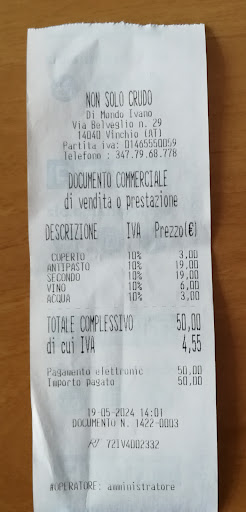 NON SOLO CRUDO
Di Mondo Ivano
Via Belveglio n. 29
14040 Vinchio (AT)
Partita iva: 01465550059
Telefono : 347.79.68.778
DOCUMENTO COMMERCIALE
di vendita o prestazione
DESCRIZIONE IVA Prezzo(€)
CUPERTO 10% 3,00
ANTIPASTO 10% 19,00
SECONDO 10% 19,00
VINO 10% 6,00
ACQUA 10% 3,00
TOTALE COMPLESSIVO 50,00
di cui IVA 4,55
Pagamento elettronic 50,00
Importo pagato 50,00
19-05-2024 14:01
DOCUMENTO N. 1422-0003
RT 72IV4002332
#OPERATORE: amministratore